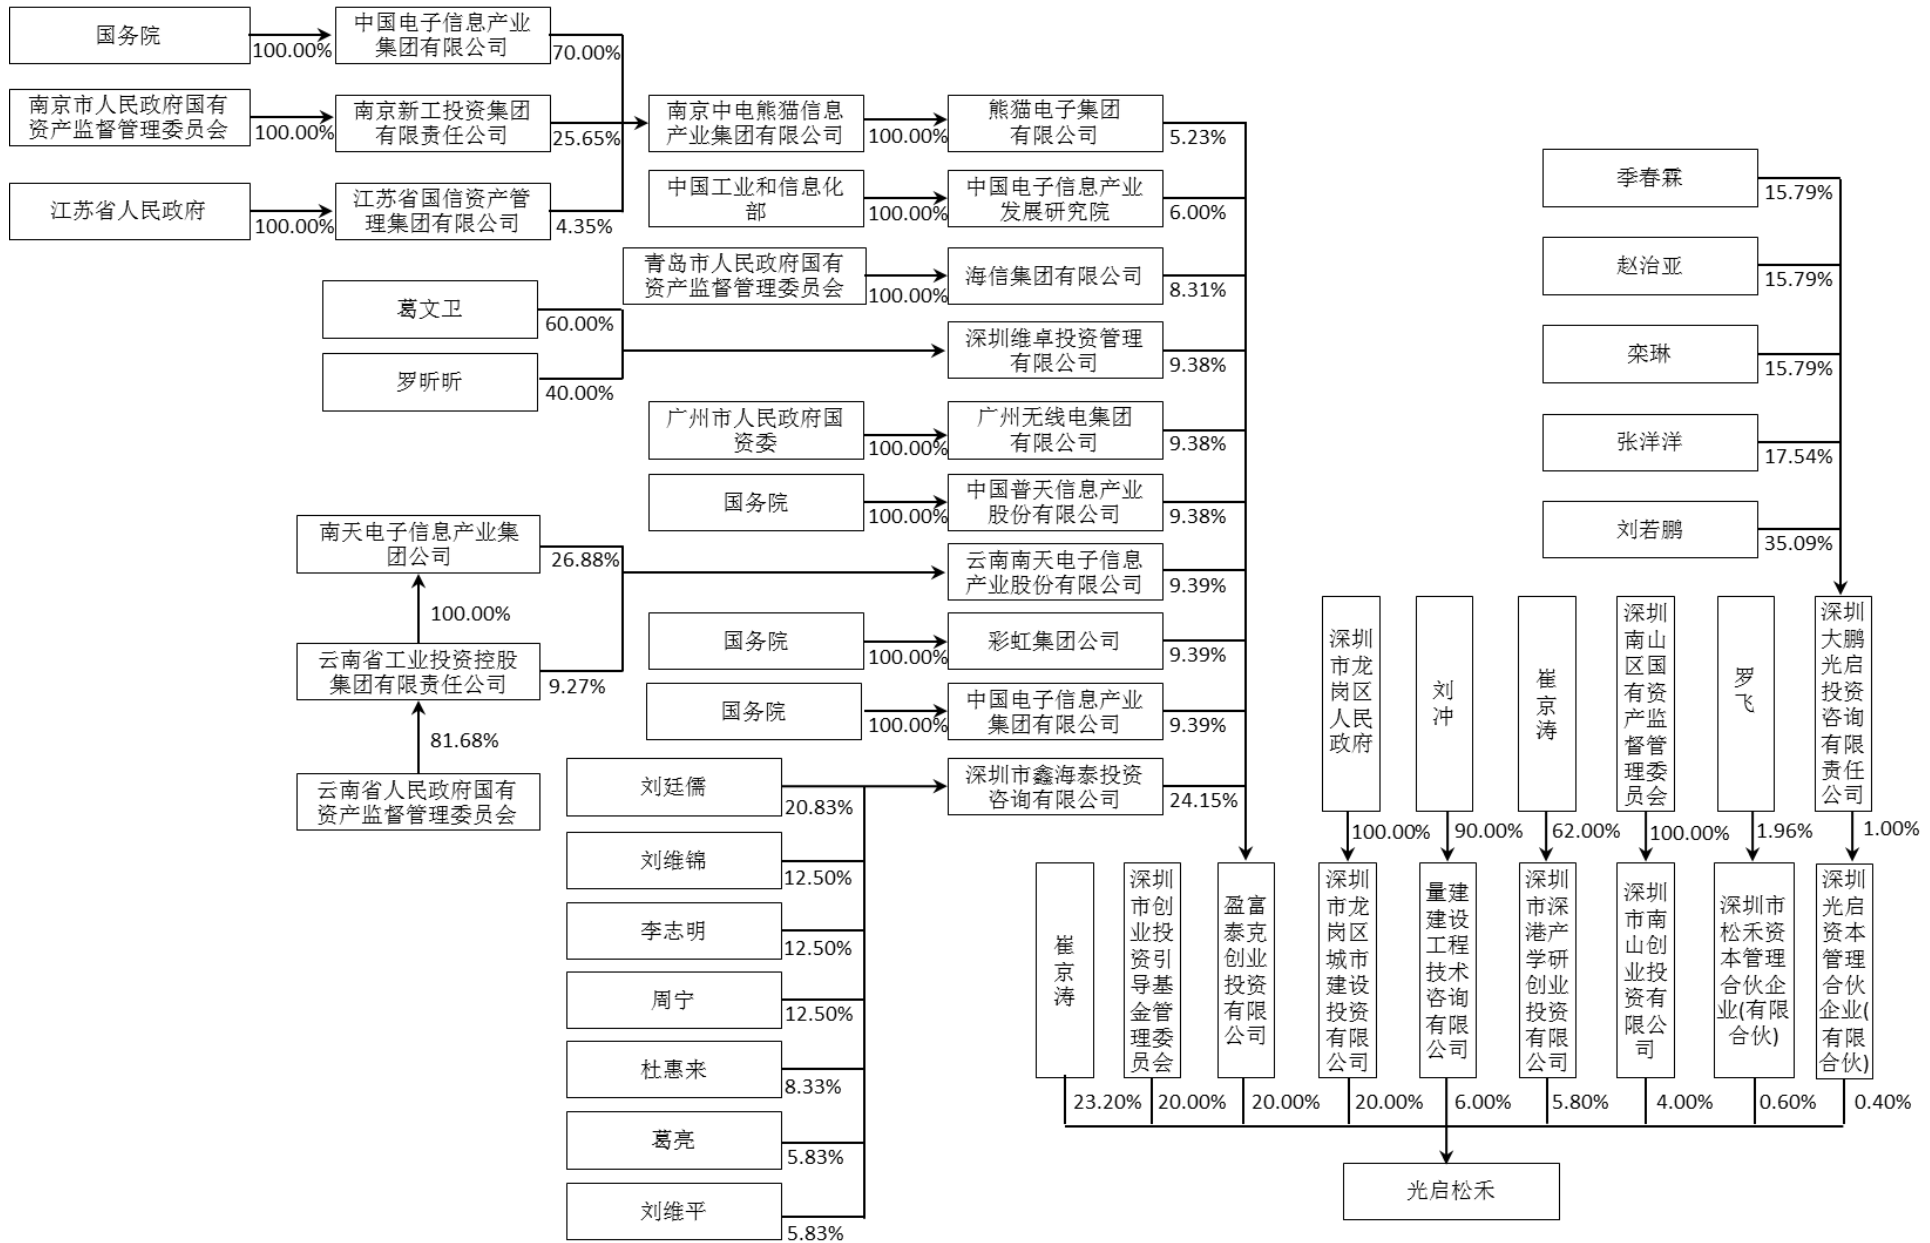 国务院
100.00%
中国电子信息产业
集团有限公司
70.00%
南京市人民政府国有
资产监督管理委员会
100.00%
南京新工投资集团
有限责任公司
25.65%
江苏省人民政府
100.00%
江苏省国信资产管
理集团有限公司
4.35%
南京中电熊猫信息
产业集团有限公司
100.00%
熊猫电子集团
有限公司
5.23%
中国工业和信息化
部
100.00%
中国电子信息产业
发展研究院
6.00%
青岛市人民政府国有
资产监督管理委员会
100.00%
海信集团有限公司
8.31%
葛文卫
60.00%
罗昕昕
40.00%
深圳维卓投资管理
有限公司
9.38%
广州市人民政府国
资委
100.00%
广州无线电集团
有限公司
9.38%
国务院
100.00%
中国普天信息产业
股份有限公司
9.38%
南天电子信息产业集
团公司
26.88%
100.00%
云南省工业投资控股
集团有限责任公司
9.27%
81.68%
云南省人民政府国有
资产监督管理委员会
云南南天电子信息
产业股份有限公司
9.39%
国务院
100.00%
彩虹集团公司
9.39%
国务院
100.00%
中国电子信息产业
集团有限公司
9.39%
刘廷儒
20.83%
刘维锦
12.50%
李志明
12.50%
周宁
12.50%
杜惠来
8.33%
葛亮
5.83%
刘维平
5.83%
深圳市鑫海泰投资
咨询有限公司
24.15%
季春霖
15.79%
赵治亚
15.79%
栾琳
15.79%
张洋洋
17.54%
刘若鹏
35.09%
深圳
市龙
岗区
人民
政府
100.00%
刘
冲
90.00%
崔
京
涛
62.00%
深圳
南山
区国
有资
产监
督管
理委
员会
100.00%
罗
飞
1.96%
深圳
大鹏
光启
投资
咨询
有限
责任
公司
1.00%
崔
京
涛
23.20%
深圳
市创
业投
资引
导基
金管
理委
员会
20.00%
盈富
泰克
创业
投资
有限
公司
20.00%
深圳
市龙
岗区
城市
建设
投资
有限
公司
20.00%
量建
建设
工程
技术
咨询
有限
公司
6.00%
深圳
市深
港产
学研
创业
投资
有限
公司
5.80%
深圳
市南
山创
业投
资有
限公
司
4.00%
深圳市
松禾资
本管理
合伙企
业(有限
合伙)
0.60%
深圳
光启
资本
管理
合伙
企业(
有限
合伙)
0.40%
光启松禾